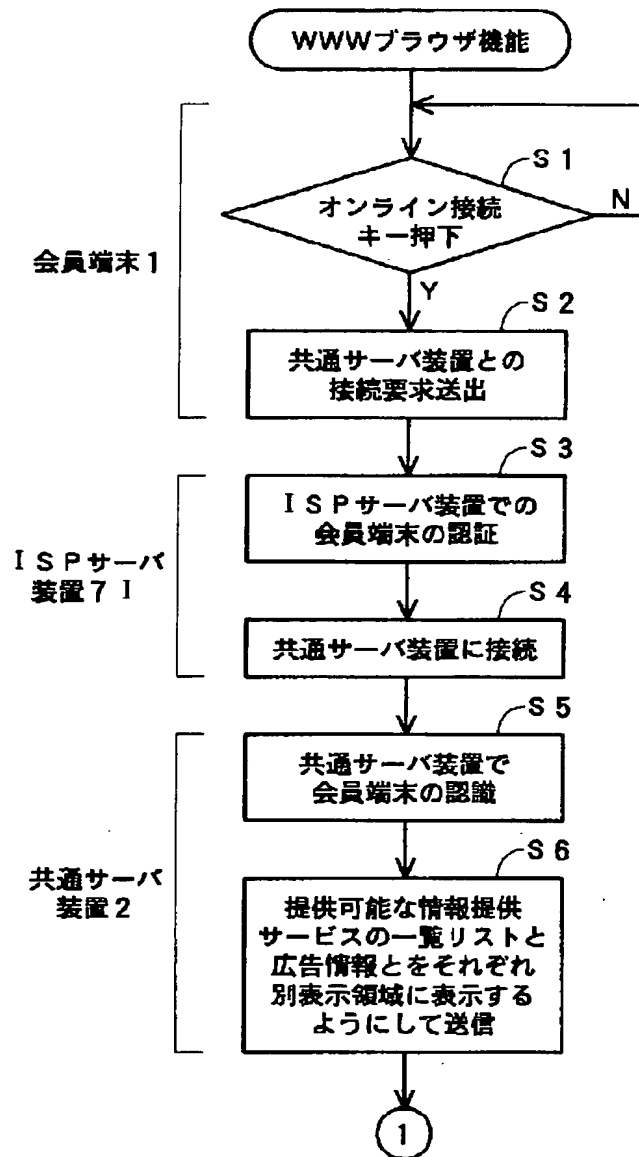 WWWブラウザ機能
S1
オンライン接続
キー押下
N
Y
会員端末1
S2
共通サーバ装置との
接続要求送出
S3
ISPサーバ装置での
会員端末の認証
ISPサーバ
装置7I
S4
共通サーバ装置に接続
S5
共通サーバ装置で
会員端末の認識
共通サーバ
装置2
S6
提供可能な情報提供
サービスの一覧リストと
広告情報とをそれぞれ
別表示領域に表示する
ようにして送信
1